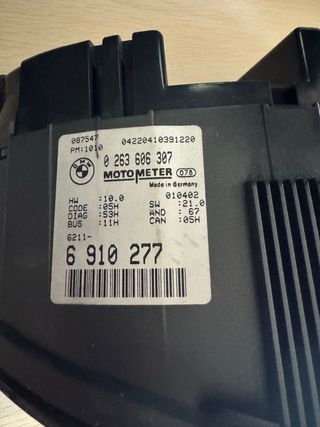 087547 04220410391220
PM:1010
BMW 0 263 606 307
MOTOMETER 078
Made in Germany
010402
HW :10.0 SW :21.0
CODE :05H AND : 67
DIAG :53H CAN :05H
BUS :11H
6211-
6 910 277